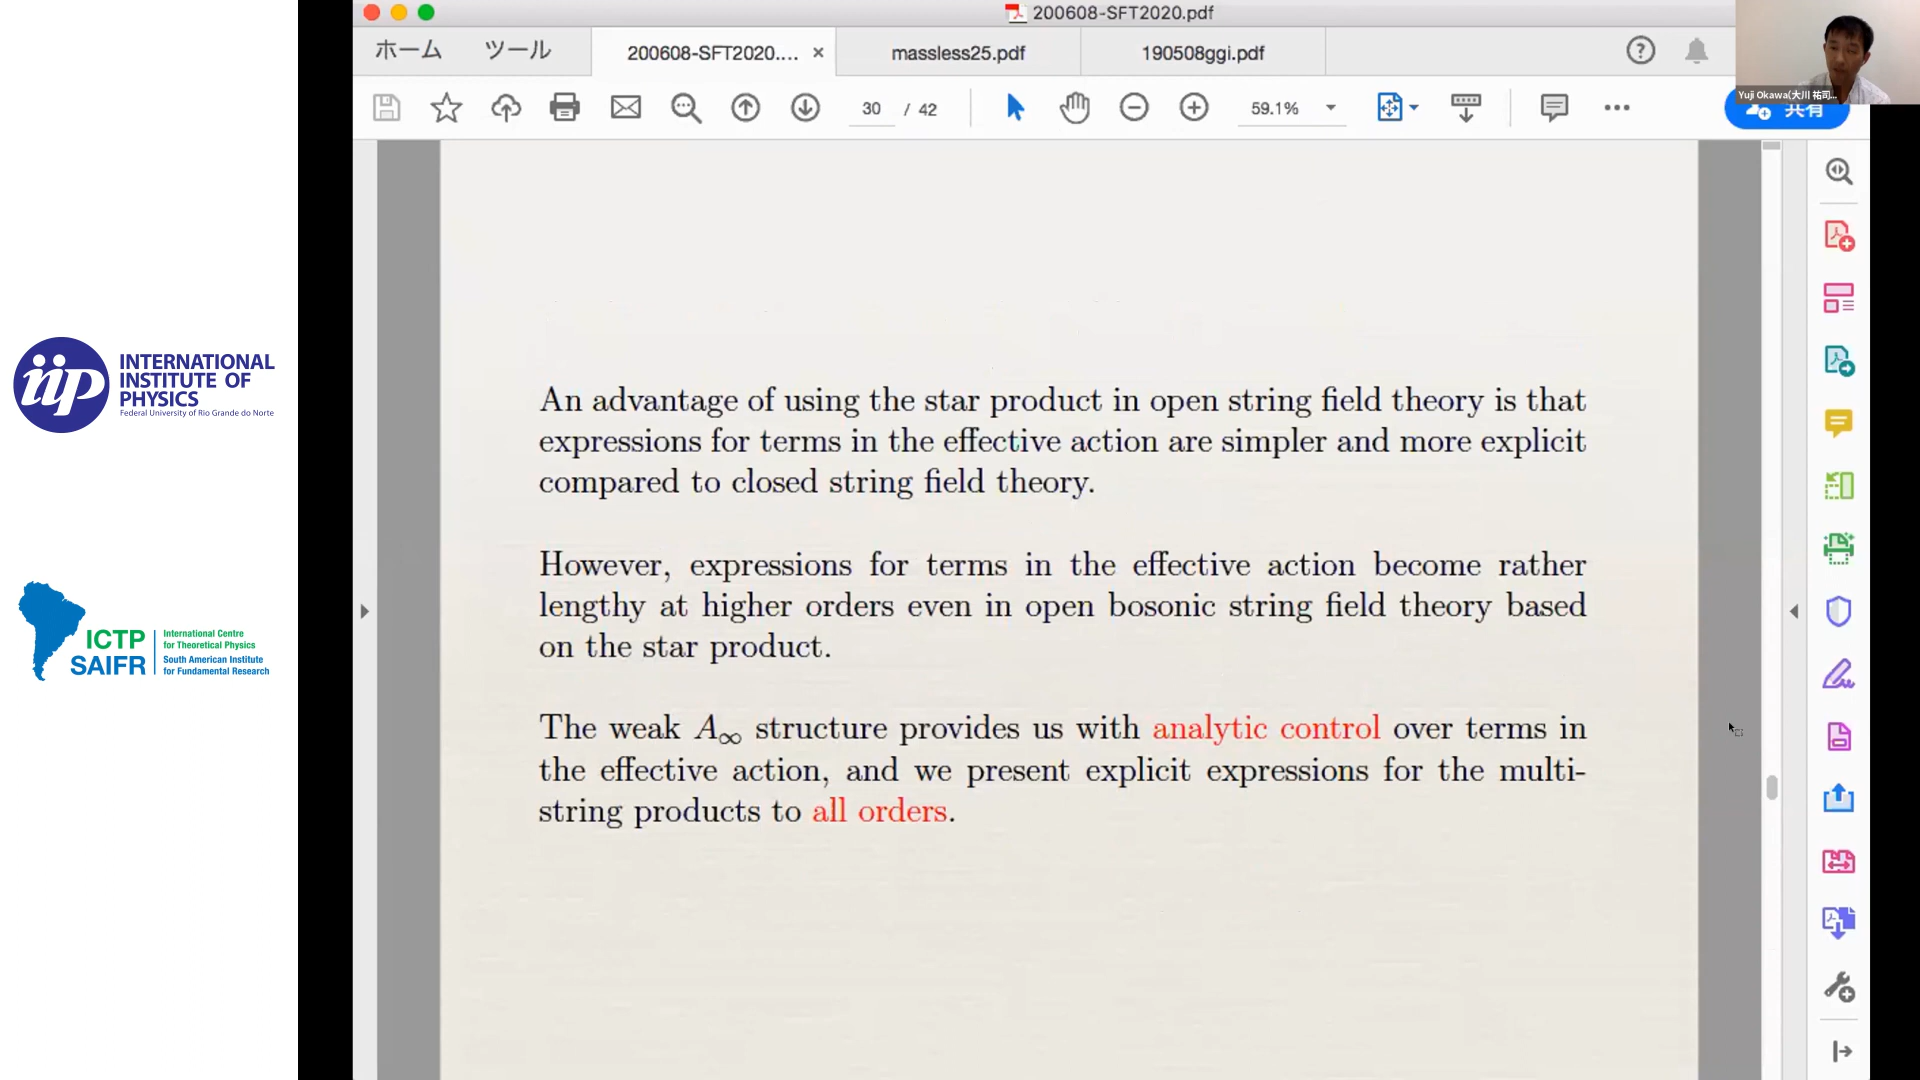 200608-SFT2020.pdf
ホーム ツール 200608-SFT2020.... × massless25.pdf 190508ggi.pdf
30 / 42 59.1% 共有
Yuji Okawa(大川 祐司...
An advantage of using the star product in open string field theory is that
expressions for terms in the effective action are simpler and more explicit
compared to closed string field theory.
However, expressions for terms in the effective action become rather
lengthy at higher orders even in open bosonic string field theory based
on the star product.
The weak A∞ structure provides us with analytic control over terms in
the effective action, and we present explicit expressions for the multi-
string products to all orders.
iip
INTERNATIONAL
INSTITUTE OF
PHYSICS
Federal University of Rio Grande do Norte
ICTP
SAIFR
International Centre
for Theoretical Physics
South American Institute
for Fundamental Research